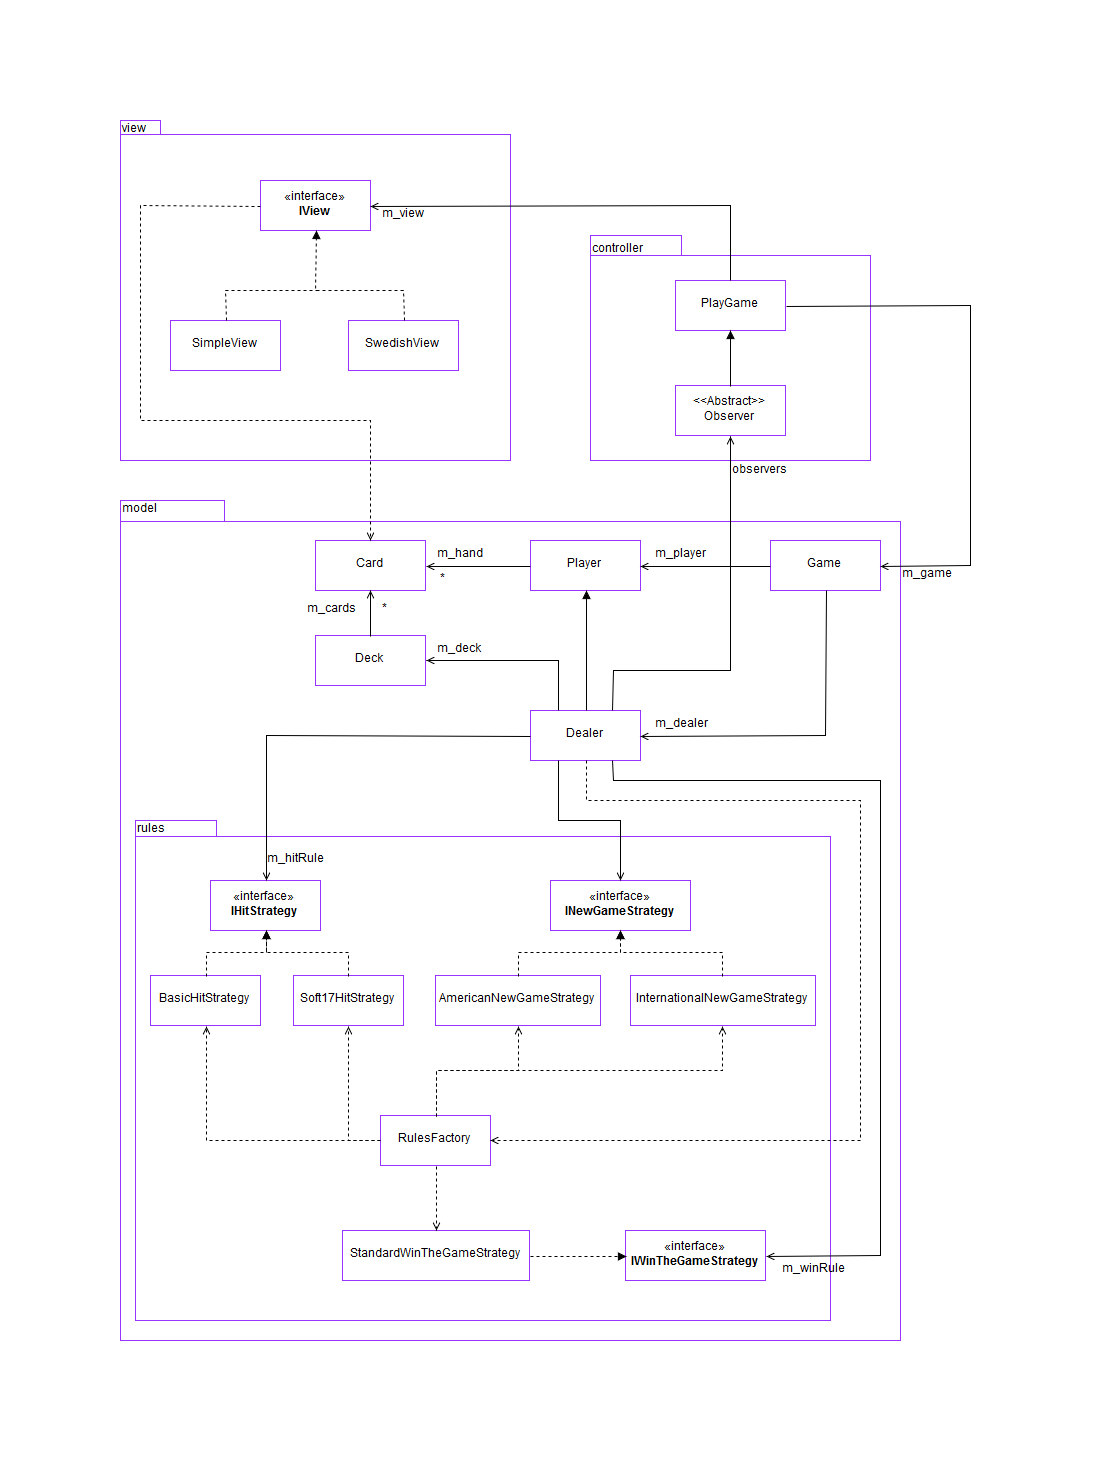 view
«interface»
IView
m_view
controller
PlayGame
SimpleView
SwedishView
<<Abstract>>
Observer
observers
model
Card
m_hand
*
Player
m_player
Game
m_game
m_cards
*
Deck
m_deck
Dealer
m_dealer
rules
m_hitRule
«interface»
IHitStrategy
«interface»
INewGameStrategy
BasicHitStrategy
Soft17HitStrategy
AmericanNewGameStrategy
InternationalNewGameStrategy
RulesFactory
StandardWinTheGameStrategy
«interface»
IWinTheGameStrategy
m_winRule